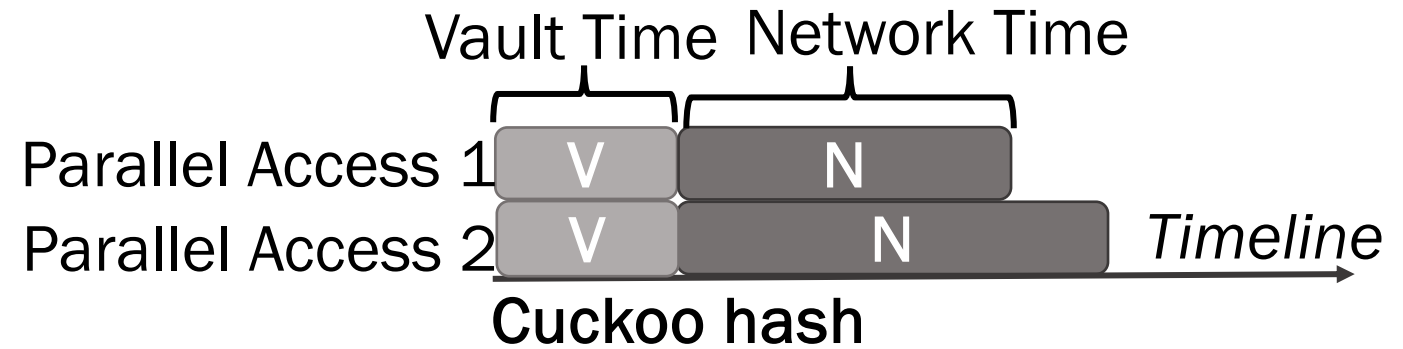 Vault Time Network Time
Parallel Access 1 V N
Parallel Access 2 V N Timeline
Cuckoo hash